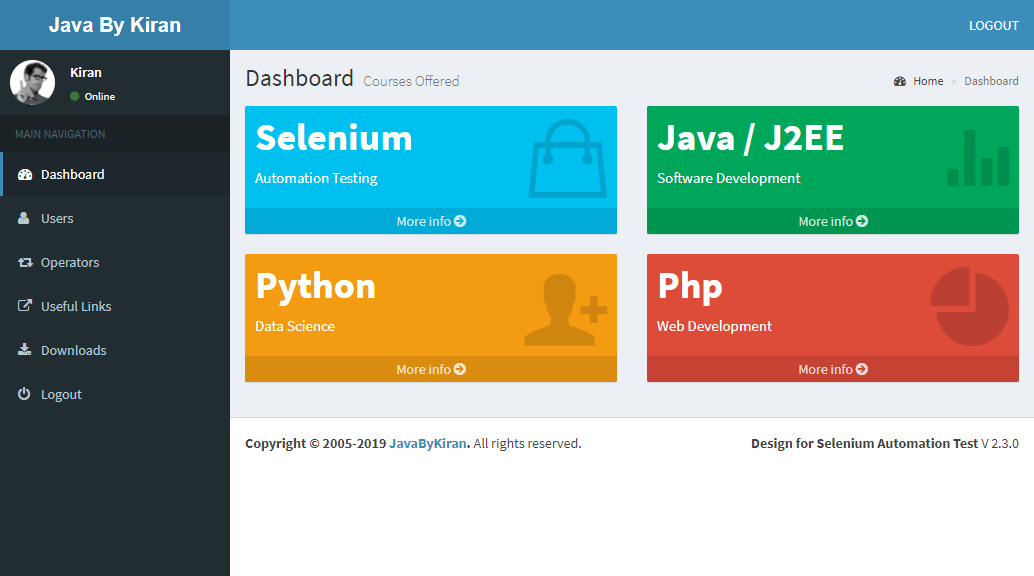 Java By Kiran
LOGOUT
Kiran
Online
MAIN NAVIGATION
Dashboard
Users
Operators
Useful Links
Downloads
Logout
Dashboard Courses Offered
Home > Dashboard
Selenium
Automation Testing
More info
Java / J2EE
Software Development
More info
Python
Data Science
More info
Php
Web Development
More info
Copyright © 2005-2019 JavaByKiran. All rights reserved.
Design for Selenium Automation Test V 2.3.0